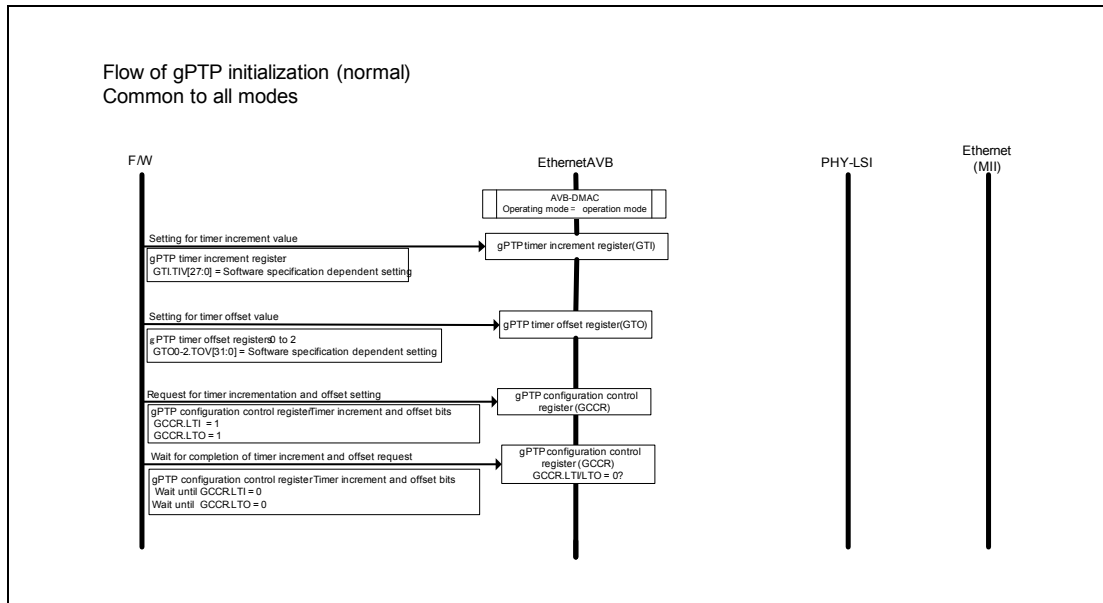 Flow of gPTP initialization (normal)
Common to all modes
F/W
EthernetAVB
PHY-LSI
Ethernet
(MII)
AVB-DMAC
Operating mode = operation mode
Setting for timer increment value
gPTP timer increment register(GTI)
gPTP timer increment register
GTI.TIV[27:0] = Software specification dependent setting
Setting for timer offset value
gPTP timer offset register(GTO)
gPTP timer offset registers0 to 2
GTO0-2.TOV[31:0] = Software specification dependent setting
Request for timer incrementation and offset setting
gPTP configuration control
register (GCCR)
gPTP configuration control registerTimer increment and offset bits
GCCR.LTI = 1
GCCR.LTO = 1
Wait for completion of timer increment and offset request
gPTP configuration control
register (GCCR)
GCCR.LTI/LTO = 0?
gPTP configuration control registerTimer increment and offset bits
Wait until GCCR.LTI = 0
Wait until GCCR.LTO = 0